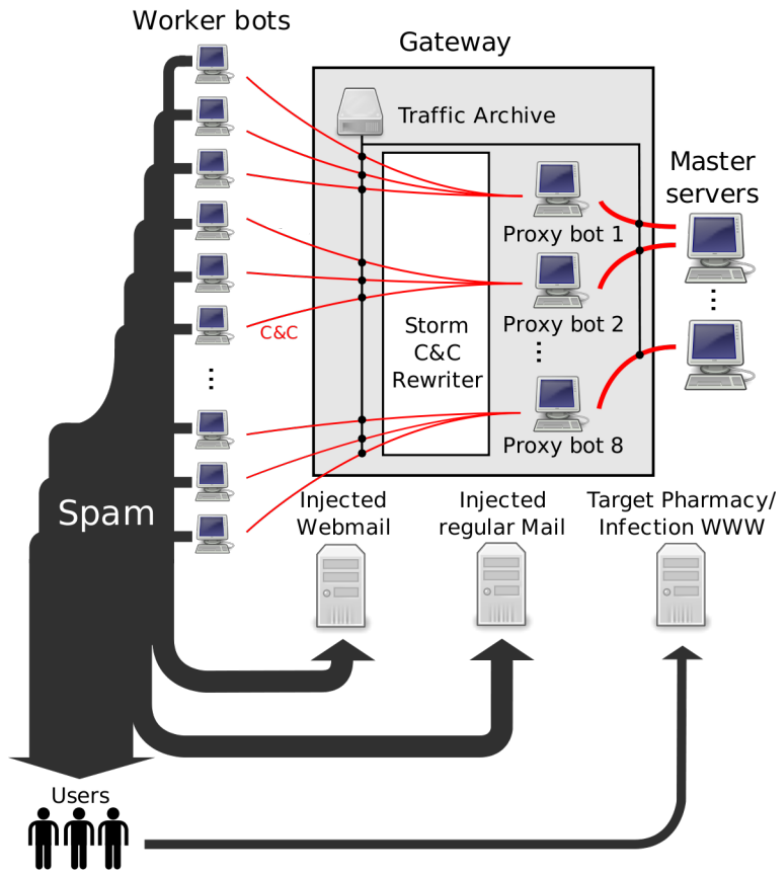 Worker bots
Gateway
Traffic Archive
Master
servers
Proxy bot 1
C&C
Storm
C&C
Rewriter
Proxy bot 2
Proxy bot 8
Spam
Injected
Webmail
Injected
regular Mail
Target Pharmacy/
Infection WWW
Users